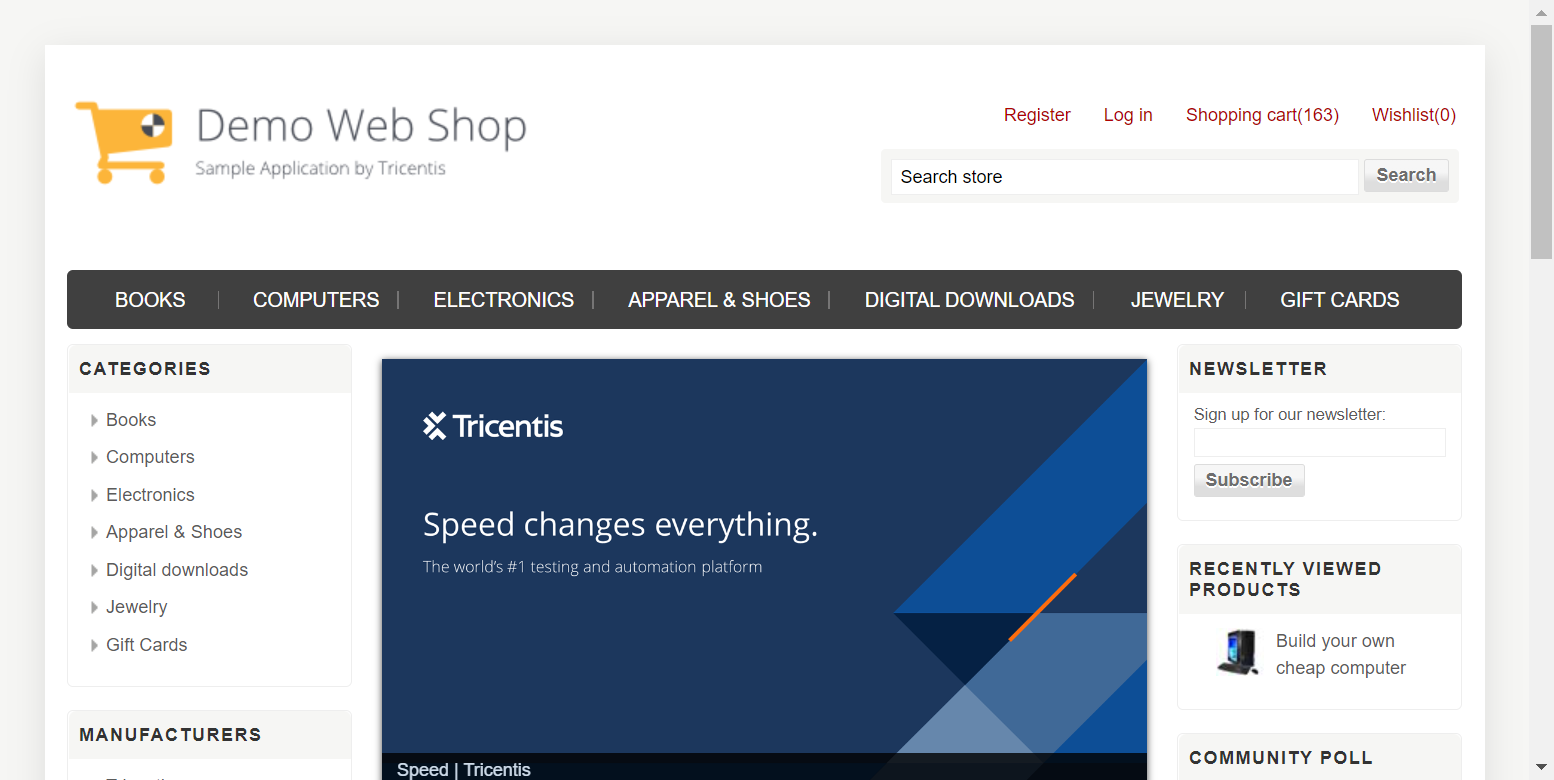 Demo Web Shop
Sample Application by Tricentis
Register Log in Shopping cart(163) Wishlist(0)
Search store Search
BOOKS COMPUTERS ELECTRONICS APPAREL & SHOES DIGITAL DOWNLOADS JEWELRY GIFT CARDS
CATEGORIES
Books
Computers
Electronics
Apparel & Shoes
Digital downloads
Jewelry
Gift Cards
MANUFACTURERS
Tricentis
Speed changes everything.
The world's #1 testing and automation platform
Speed | Tricentis
NEWSLETTER
Sign up for our newsletter:
Subscribe
RECENTLY VIEWED
PRODUCTS
Build your own
cheap computer
COMMUNITY POLL